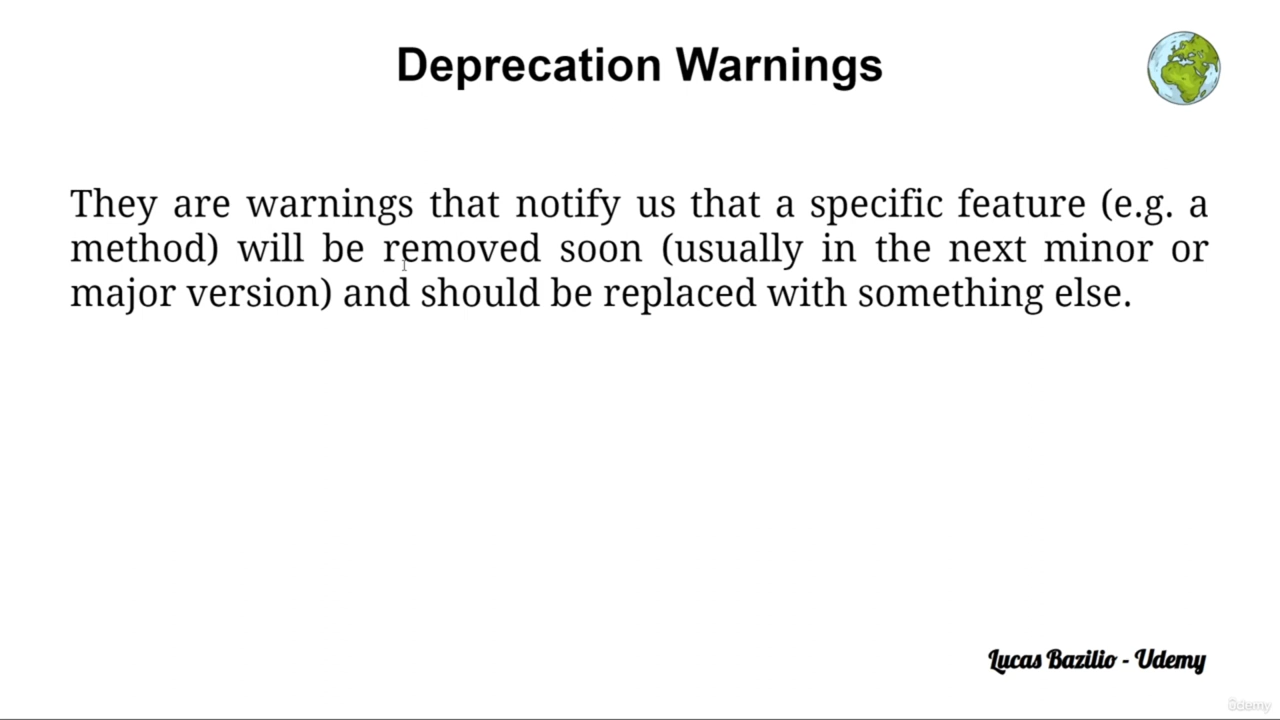 Deprecation Warnings
They are warnings that notify us that a specific feature (e.g. a
method) will be removed soon (usually in the next minor or
major version) and should be replaced with something else.
Lucas Bazilio - Udemy
ûdemy